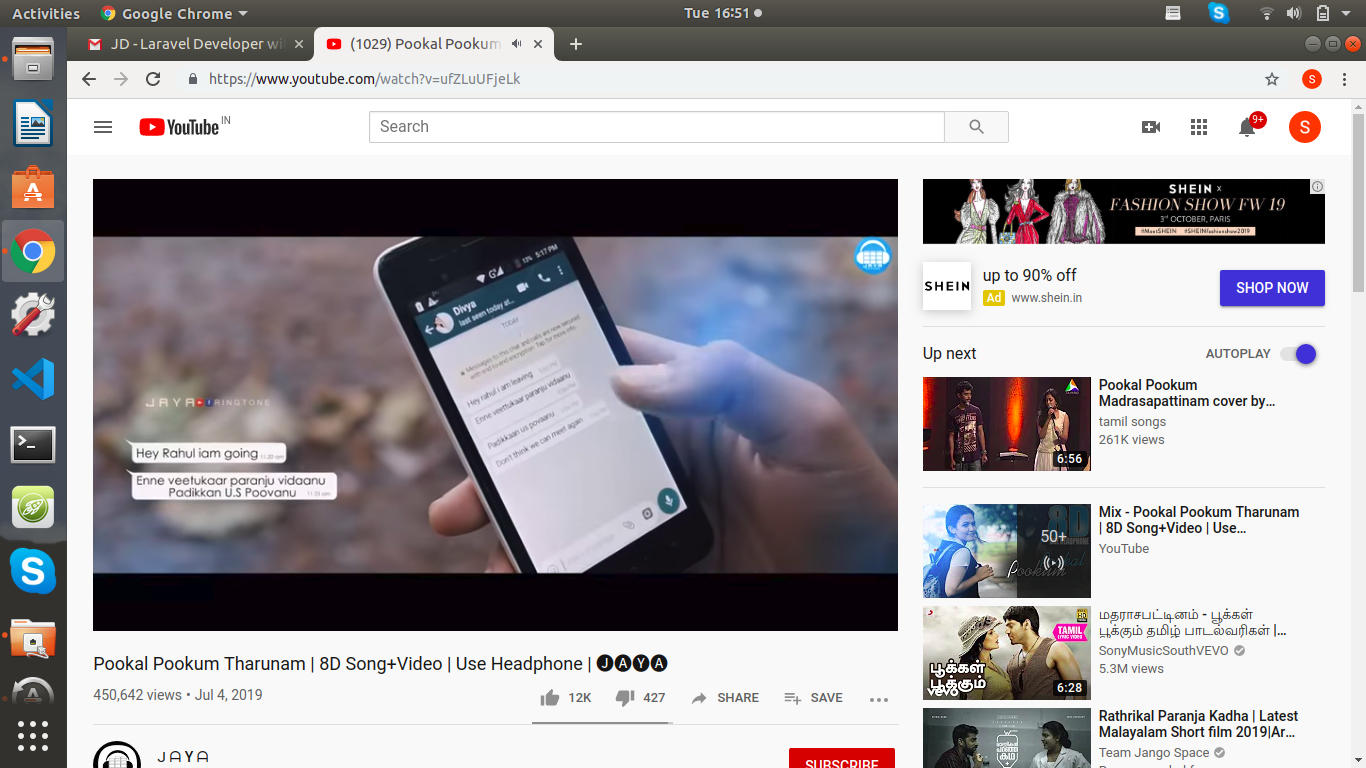 Activities
Google Chrome
Tue 16:51
JD - Laravel Developer wi
(1029) Pookal Pookum
https://www.youtube.com/watch?v=ufZLuUFjeLk
S
YouTube IN
Search
9+
S
5:17 PM
13%
Divya
last seen today at...
TODAY
Messages to this chat and calls are now secured
with end-to-end encryption. Tap for more info.
Hey rahul i am leaving
Enne veetukaar paranju vidaanu
Padikkaan us povaanu
Don't think we can meet again
JAYA
JAYA RINGTONE
Hey Rahul iam going 11:20 am
Enne veetukaar paranju vidaanu
Padikkan U.S Poovanu
Pookal Pookum Tharunam | 8D Song+Video | Use Headphone | 🅙🅐🅨🅐
450,642 views • Jul 4, 2019
12K
427
SHARE
SAVE
JAYA
SUBSCRIBE
SHEIN x
FASHION SHOW FW 19
3rd OCTOBER, PARIS
#MeetSHEIN #SHEINfashionshow2019
SHEIN
up to 90% off
Ad www.shein.in
SHOP NOW
Up next
AUTOPLAY
6:56
Pookal Pookum
Madrasapattinam cover by...
tamil songs
261K views
50+
8D
Pookum
Mix - Pookal Pookum Tharunam
| 8D Song+Video | Use...
YouTube
TAMIL
LYRIC VIDEO
பூக்கள்
பூக்கும்
vevo
6:28
மதராசபட்டினம் - பூக்கள்
பூக்கும் தமிழ் பாடல்வரிகள் |...
SonyMusicSouthVEVO
5.3M views
Rathrikal Paranja Kadha | Latest
Malayalam Short film 2019|Ar...
Team Jango Space